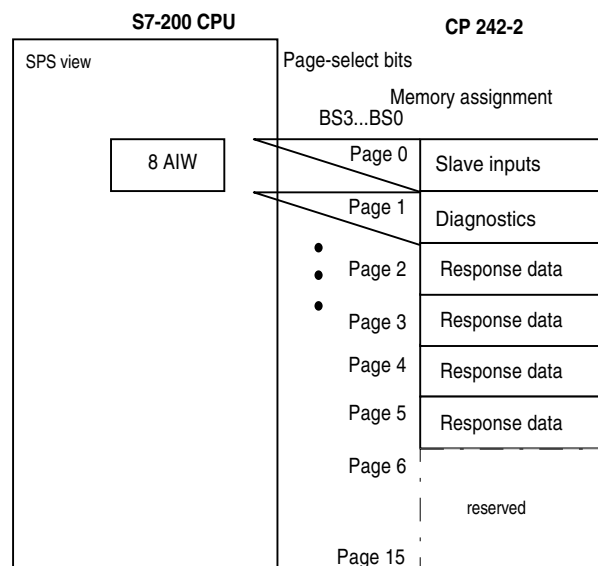 S7-200 CPU
CP 242-2
SPS view
Page-select bits
Memory assignment
BS3...BS0
8 AIW
Page 0
Slave inputs
Page 1
Diagnostics
Page 2
Response data
Page 3
Response data
Page 4
Response data
Page 5
Response data
Page 6
reserved
Page 15